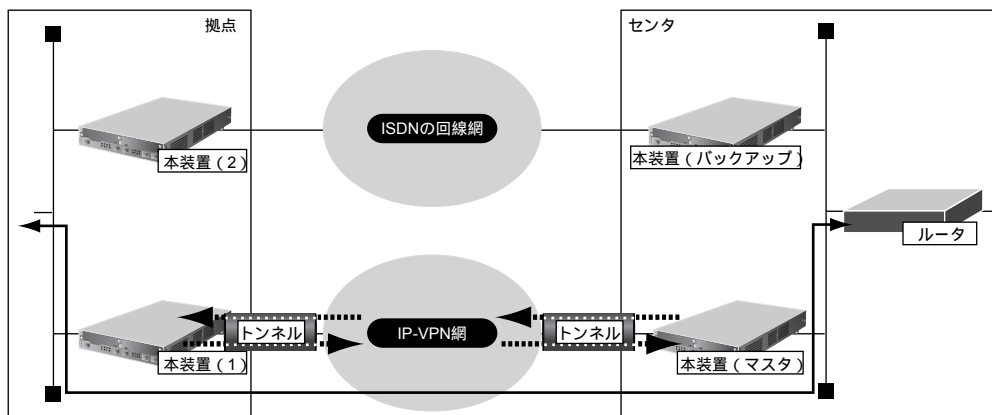 拠点
センタ
ISDNの回線網
本装置(2)
本装置(バックアップ)
ルータ
トンネル
IP-VPN網
トンネル
本装置(1)
本装置(マスタ)